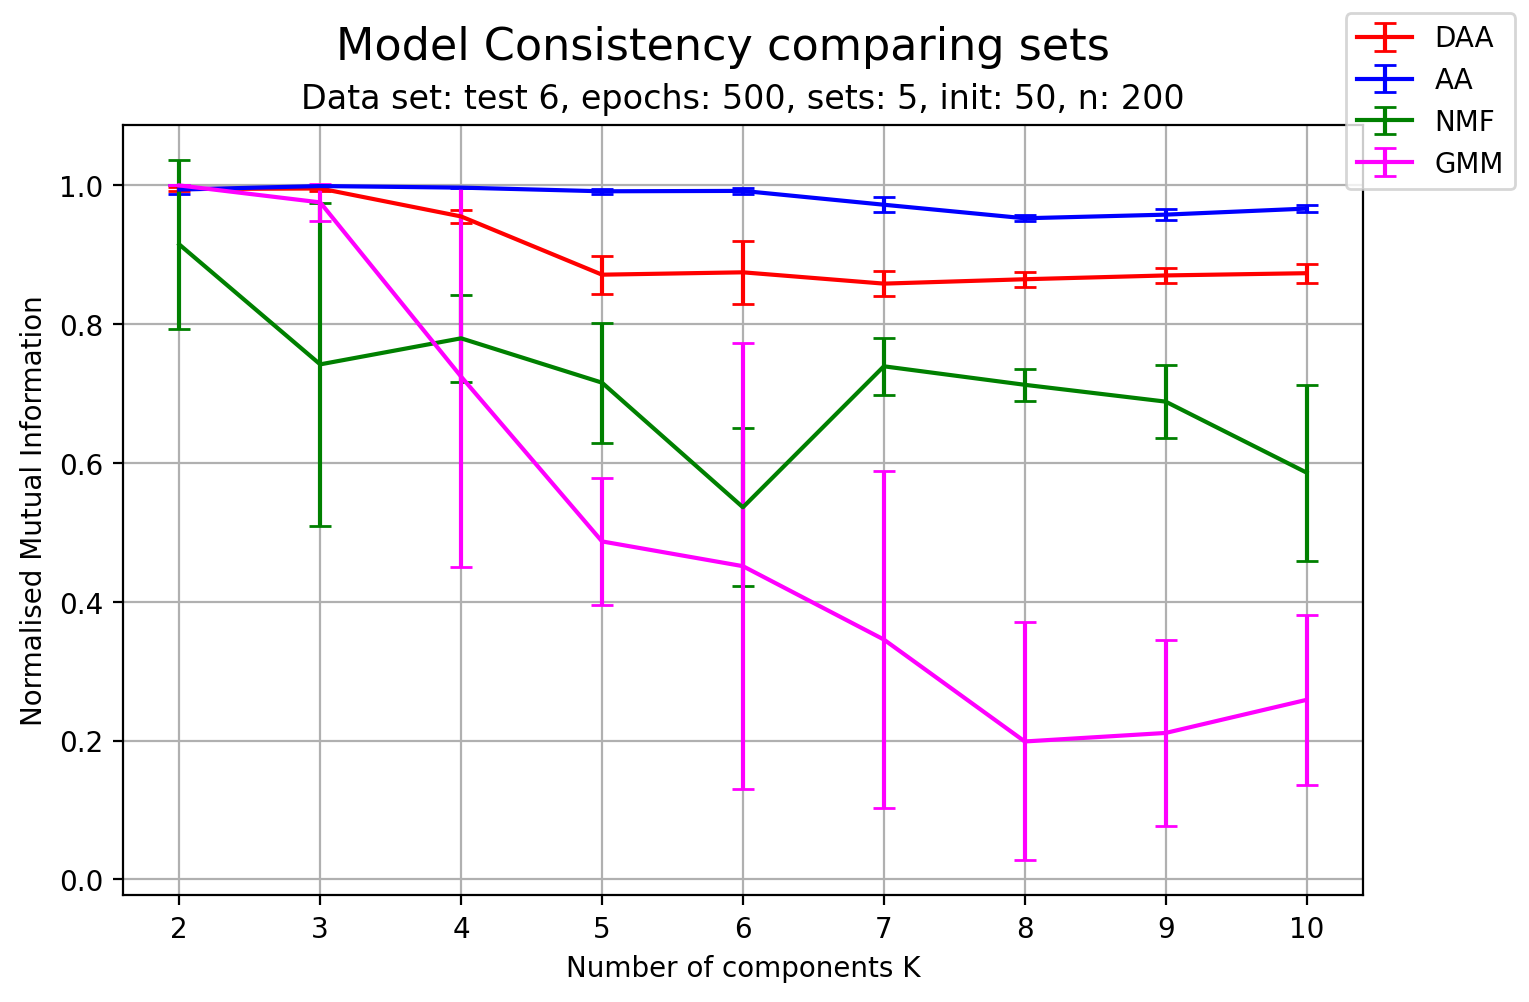 Model Consistency comparing sets
Data set: test 6, epochs: 500, sets: 5, init: 50, n: 200
DAA
AA
NMF
GMM
Normalised Mutual Information
1.0
0.8
0.6
0.4
0.2
0.0
2 3 4 5 6 7 8 9 10
Number of components K